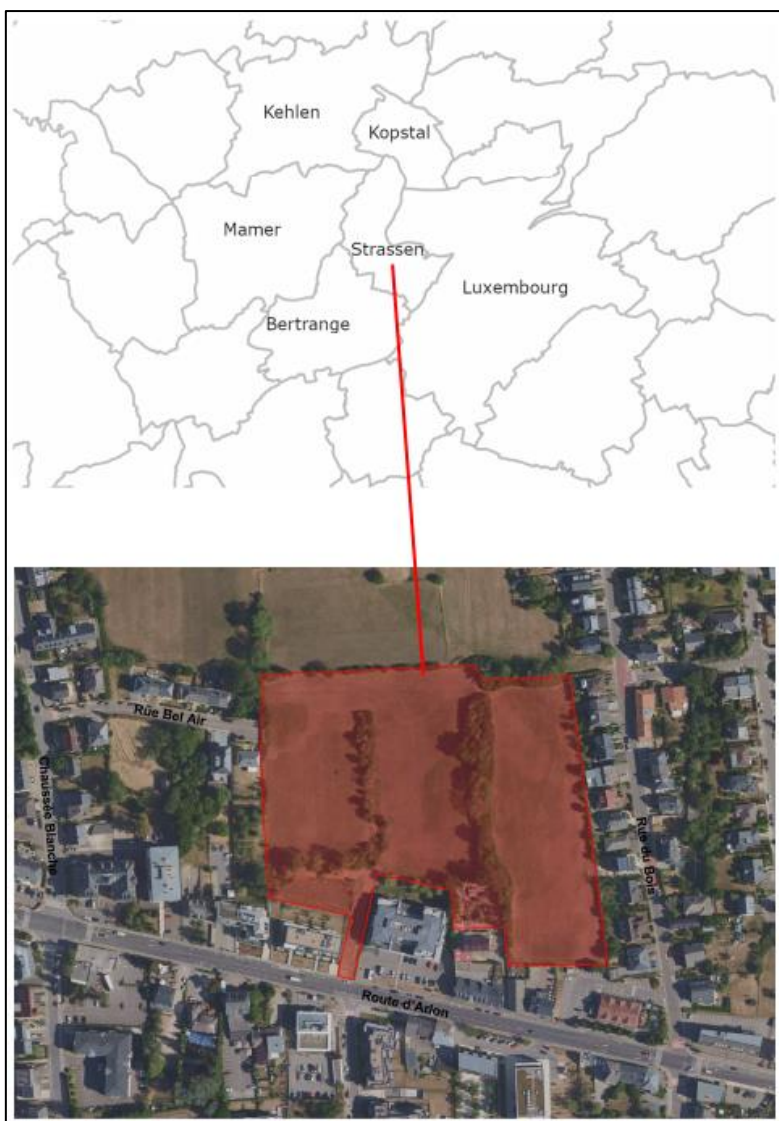 Kehlen
Kopstal
Mamer
Strassen
Luxembourg
Bertrange
Rue Bel Air
Chaussée Blanche
Rue du Bois
Route d'Arlon